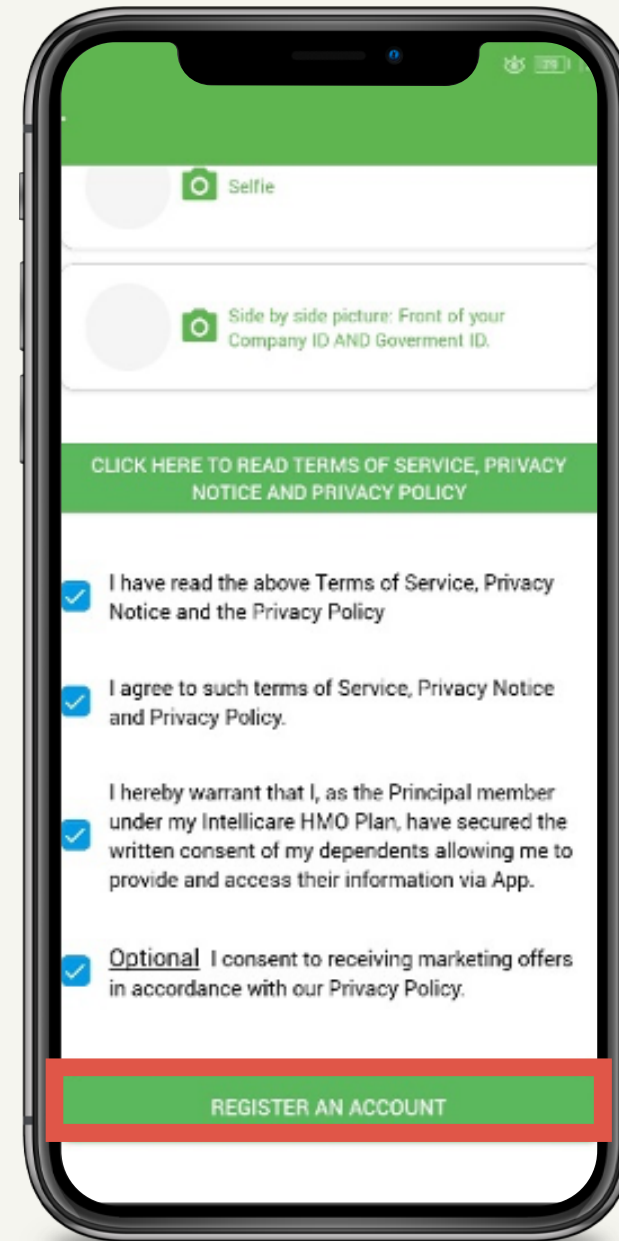 29
Selfie
Side by side picture: Front of your
Company ID AND Goverment ID.
CLICK HERE TO READ TERMS OF SERVICE, PRIVACY
NOTICE AND PRIVACY POLICY
I have read the above Terms of Service, Privacy
Notice and the Privacy Policy
I agree to such terms of Service, Privacy Notice
and Privacy Policy.
I hereby warrant that I, as the Principal member
under my Intellicare HMO Plan, have secured the
written consent of my dependents allowing me to
provide and access their information via App.
Optional I consent to receiving marketing offers
in accordance with our Privacy Policy.
REGISTER AN ACCOUNT